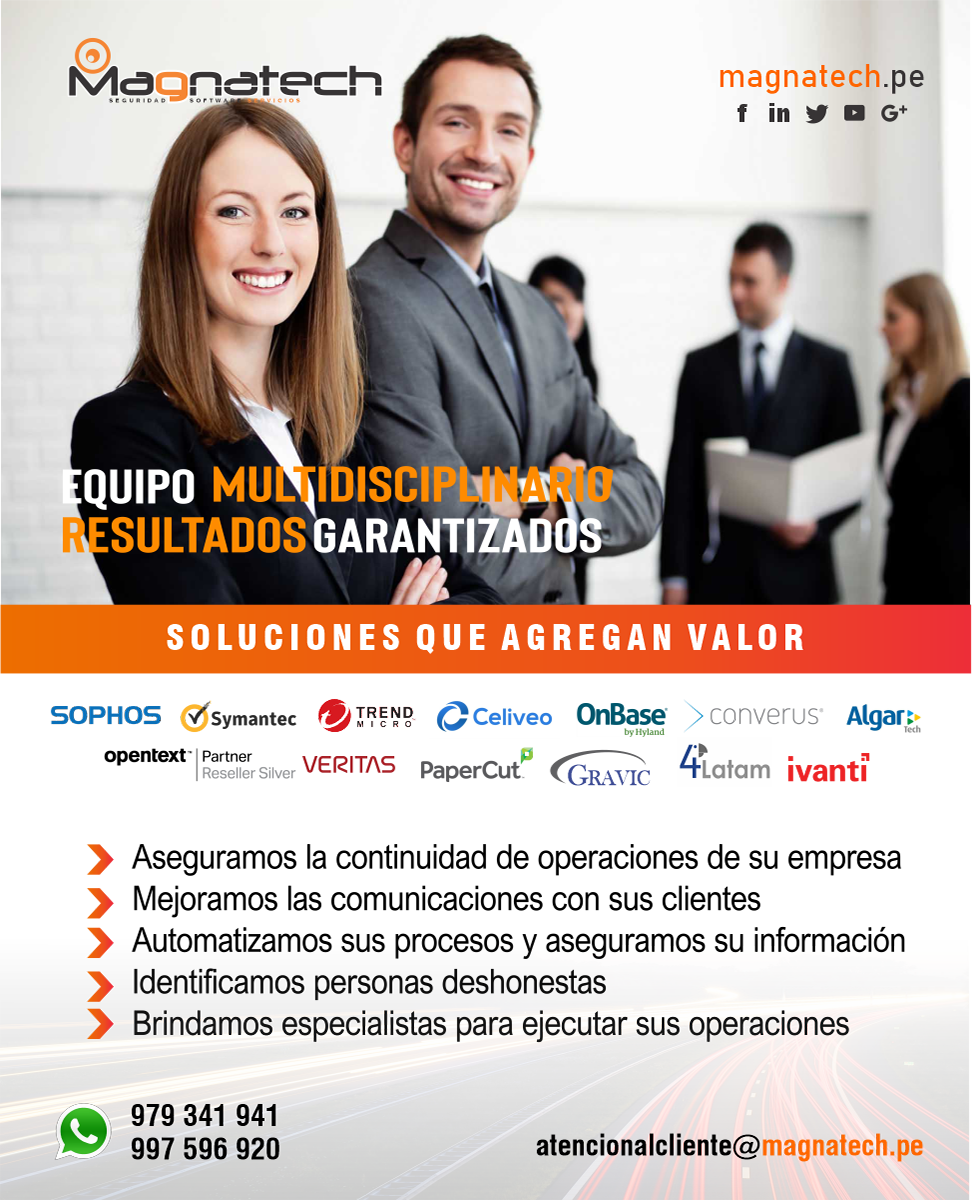 Magnatech
SEGURIDAD SOFTWARE SERVICIOS
magnatech.pe
f in G+
EQUIPO MULTIDISCIPLINARIO
RESULTADOS GARANTIZADOS
SOLUCIONES QUE AGREGAN VALOR
SOPHOS Symantec TREND MICRO Celiveo OnBase by Hyland converus® Algar Tech
opentext™ Partner Reseller Silver VERITAS PaperCut GRAVIC 4Latam ivanti
Aseguramos la continuidad de operaciones de su empresa
Mejoramos las comunicaciones con sus clientes
Automatizamos sus procesos y aseguramos su información
Identificamos personas deshonestas
Brindamos especialistas para ejecutar sus operaciones
979 341 941
997 596 920
atencionalcliente@magnatech.pe